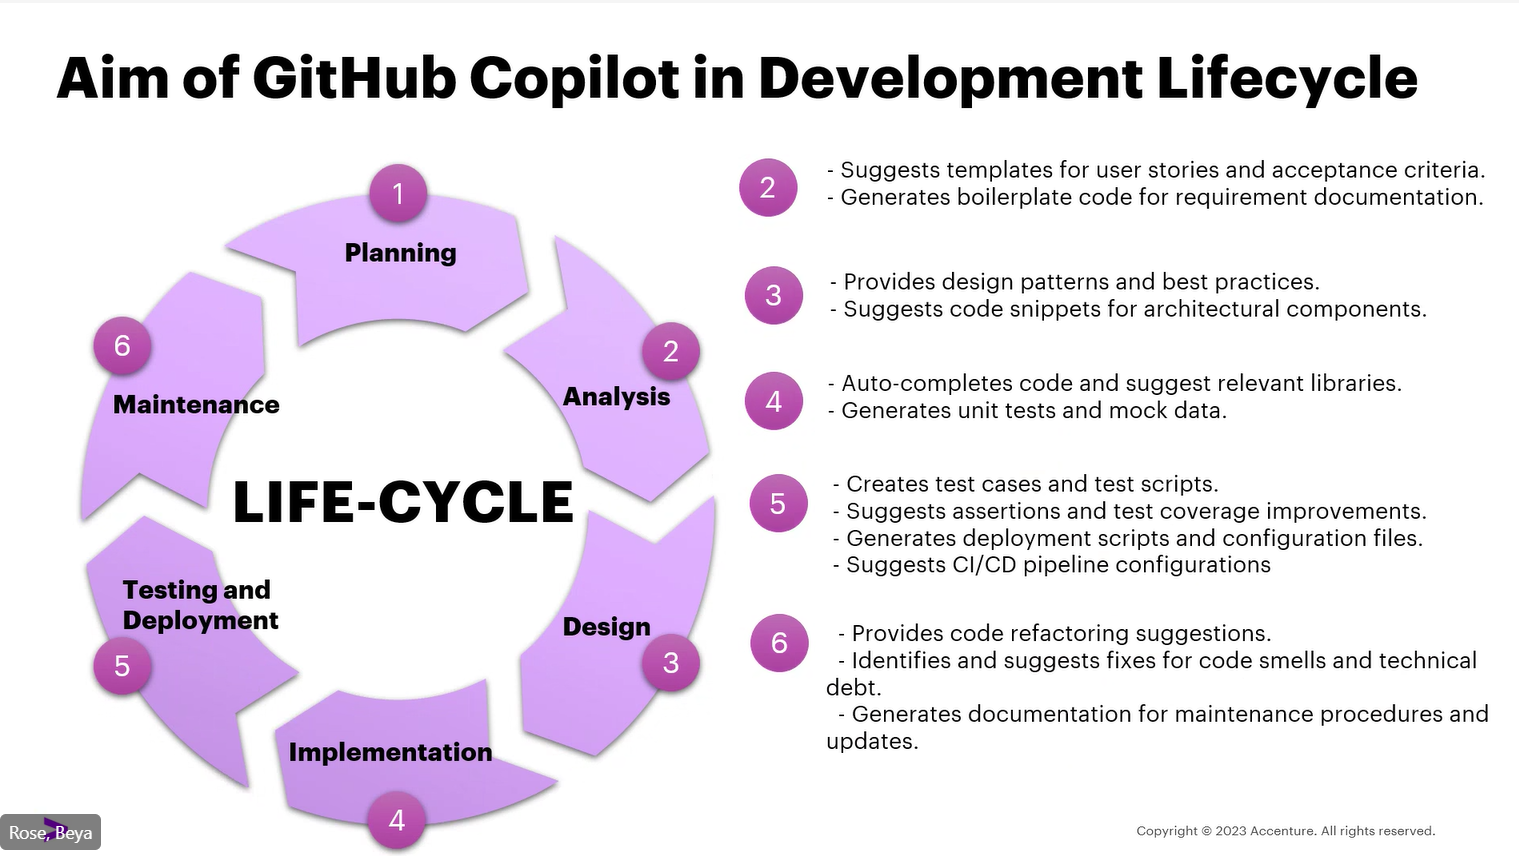 Aim of GitHub Copilot in Development Lifecycle
1
Planning
2
Analysis
3
Design
4
Implementation
5
Testing and
Deployment
6
Maintenance
LIFE-CYCLE
2
- Suggests templates for user stories and acceptance criteria.
- Generates boilerplate code for requirement documentation.
3
- Provides design patterns and best practices.
- Suggests code snippets for architectural components.
4
- Auto-completes code and suggest relevant libraries.
- Generates unit tests and mock data.
5
- Creates test cases and test scripts.
- Suggests assertions and test coverage improvements.
- Generates deployment scripts and configuration files.
- Suggests CI/CD pipeline configurations
6
- Provides code refactoring suggestions.
- Identifies and suggests fixes for code smells and technical
debt.
- Generates documentation for maintenance procedures and
updates.
Rose, Beya
Copyright © 2023 Accenture. All rights reserved.